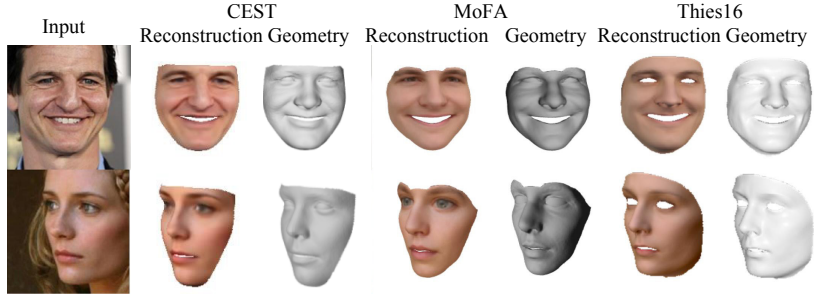 Input
CEST
MoFA
Thies16
Reconstruction Geometry
Reconstruction Geometry
Reconstruction Geometry